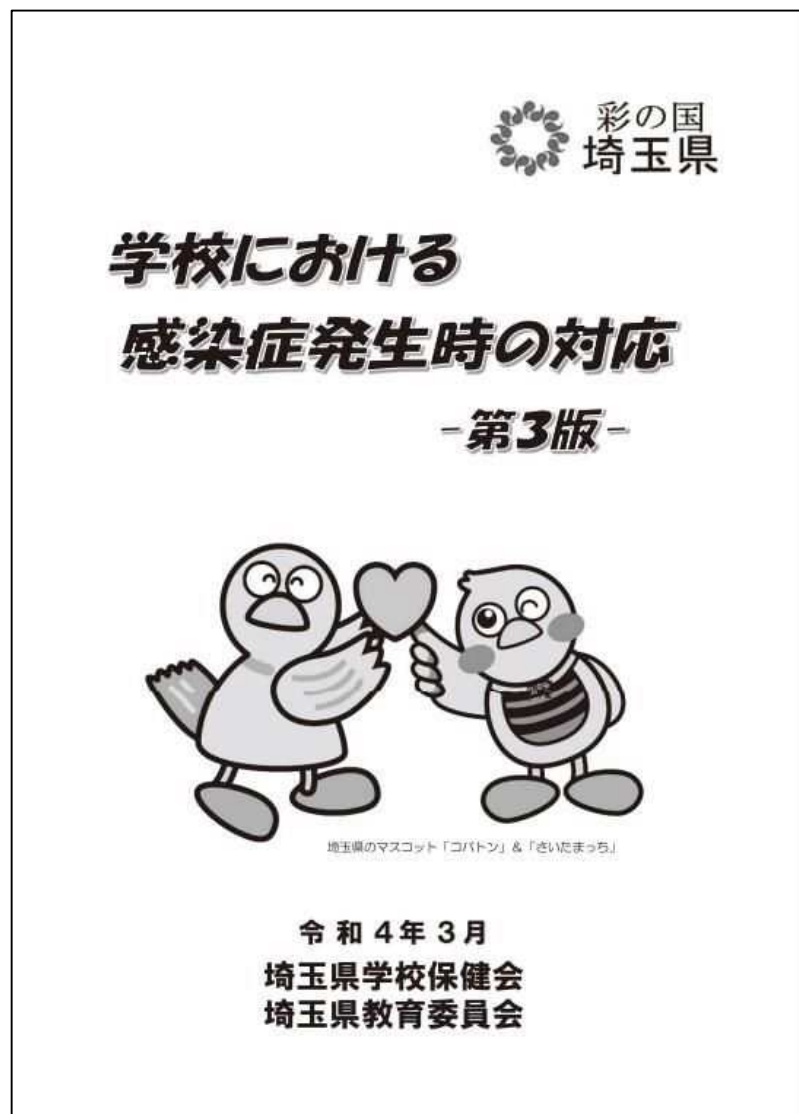 彩の国
埼玉県
学校における
感染症発生時の対応
-第3版-
埼玉県のマスコット「コバトン」&「さいたまっち」
令和4年3月
埼玉県学校保健会
埼玉県教育委員会